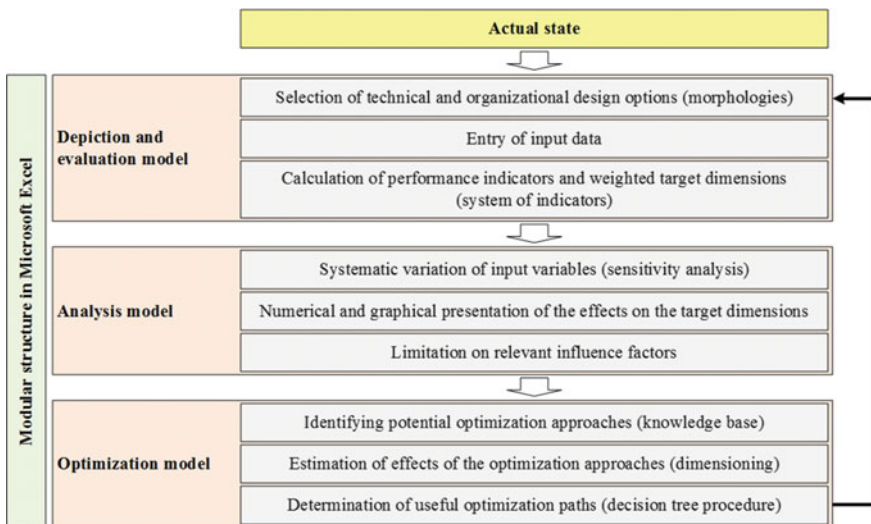 Actual state
Modular structure in Microsoft Excel
Depiction and
evaluation model
Selection of technical and organizational design options (morphologies)
Entry of input data
Calculation of performance indicators and weighted target dimensions
(system of indicators)
Analysis model
Systematic variation of input variables (sensitivity analysis)
Numerical and graphical presentation of the effects on the target dimensions
Limitation on relevant influence factors
Optimization model
Identifying potential optimization approaches (knowledge base)
Estimation of effects of the optimization approaches (dimensioning)
Determination of useful optimization paths (decision tree procedure)